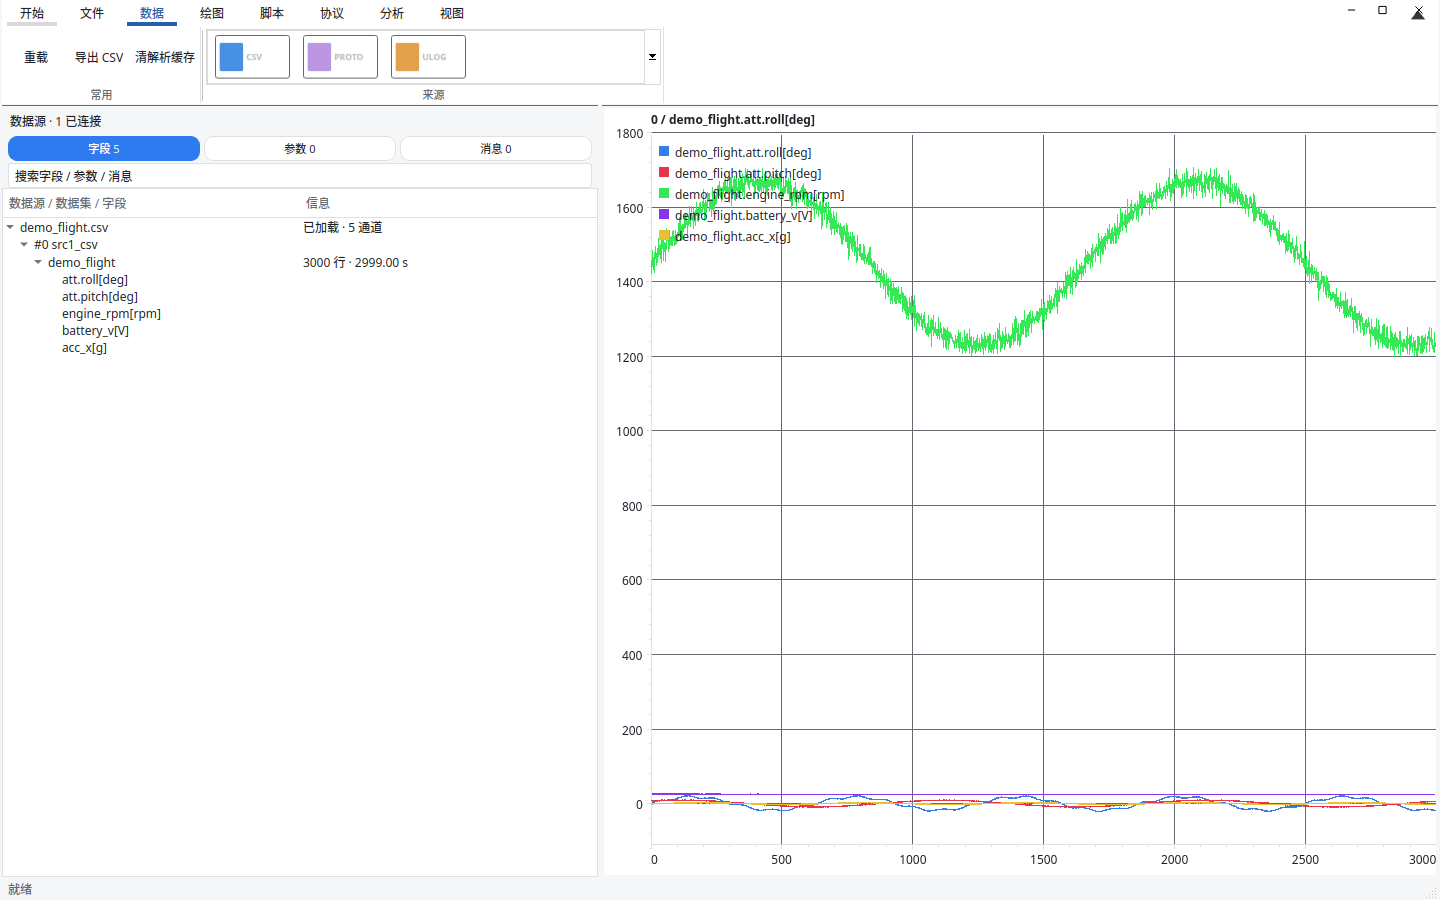 开始 文件 数据 绘图 脚本 协议 分析 视图
重载 导出 CSV 清解析缓存
CSV PROTO ULOG
常用 来源
数据源 · 1 已连接
字段 5 参数 0 消息 0
搜索字段 / 参数 / 消息
数据源 / 数据集 / 字段 信息
demo_flight.csv 已加载 · 5 通道
#0 src1_csv
demo_flight 3000 行 · 2999.00 s
att.roll[deg]
att.pitch[deg]
engine_rpm[rpm]
battery_v[V]
acc_x[g]
0 / demo_flight.att.roll[deg]
demo_flight.att.roll[deg]
demo_flight.att.pitch[deg]
demo_flight.engine_rpm[rpm]
demo_flight.battery_v[V]
demo_flight.acc_x[g]
1800
1600
1400
1200
1000
800
600
400
200
0
0 500 1000 1500 2000 2500 3000
就绪